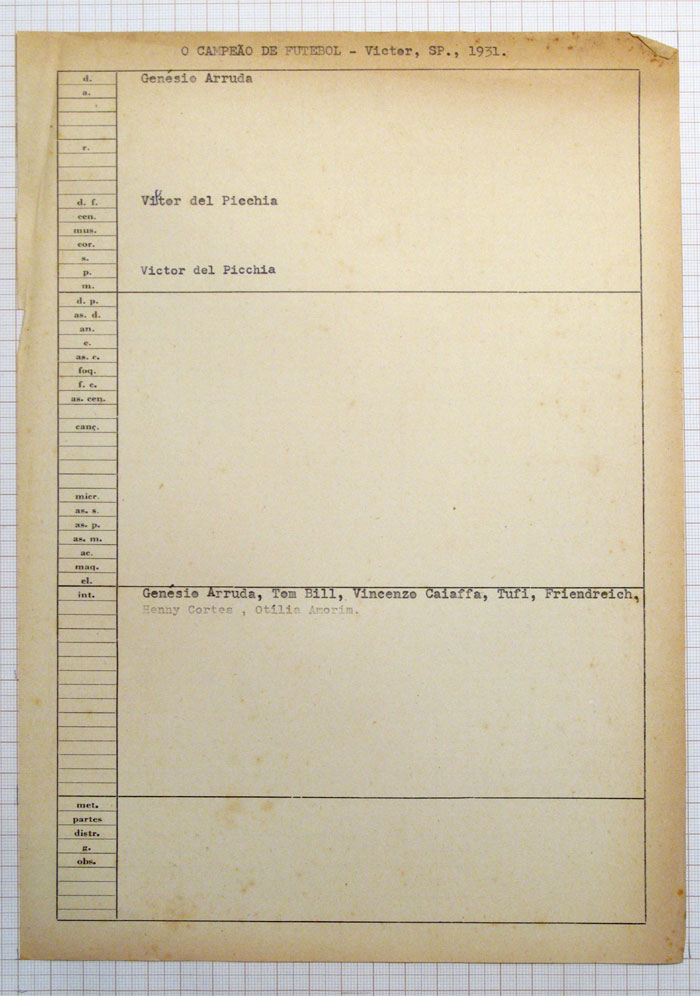 O CAMPEÃO DE FUTEBOL - Victor, SP., 1931.
d. Genésio Arruda
a.
r.
d. f. Viktor del Picchia
cen.
mus.
cor.
s.
p. Victor del Picchia
m.
d. p.
as. d.
an.
e.
as. c.
foq.
f. c.
as. cen.
canç.
micr.
as. s.
as. p.
as. m.
ac.
maq.
el.
int. Genésio Arruda, Tom Bill, Vincenzo Caiaffa, Tufi, Friendreich,
Henny Cortes , Otília Amorim.
met.
partes
distr.
g.
obs.